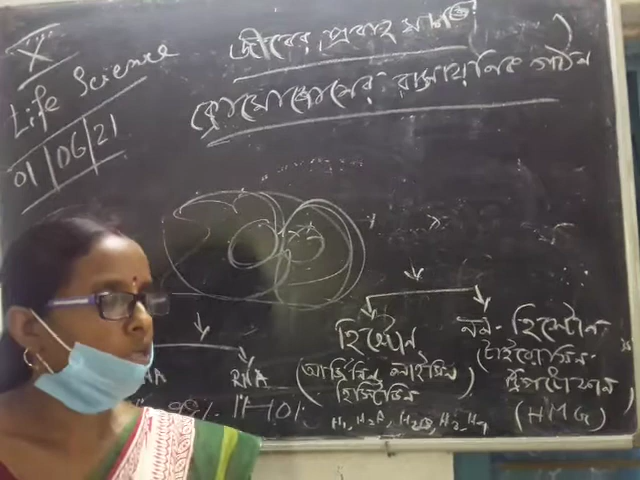 X
Life Science
01/06/21
জীবের প্রবাহমানতা
ক্রোমোজোমের রাসায়নিক গঠন
RNA
হিস্টোন
(আর্জিনিন লাইসিন
হিস্টিডিন)
H1, H2A, H2B, H3, H4
নন-হিস্টোন
(টাইরোসিন
ট্রিপটোফ্যান)
(HMG)